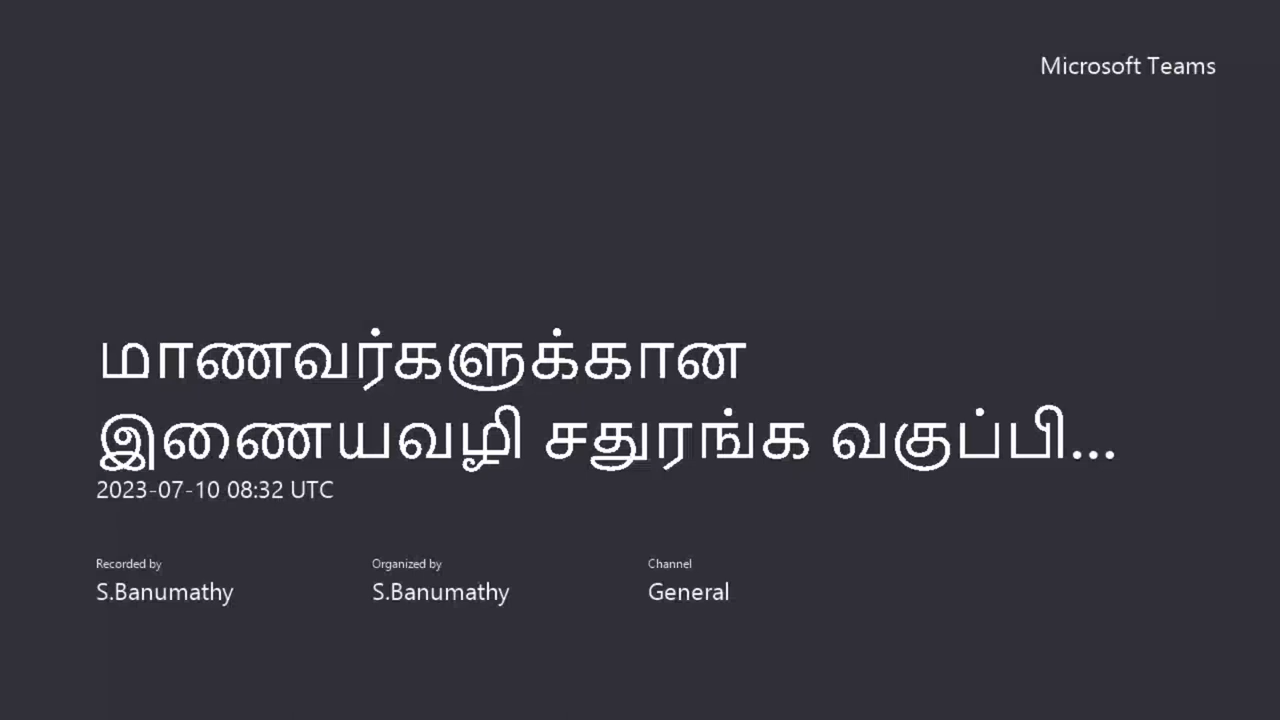 Microsoft Teams
மாணவர்களுக்கான
இணையவழி சதுரங்க வகுப்பி...
2023-07-10 08:32 UTC
Recorded by
S.Banumathy
Organized by
S.Banumathy
Channel
General